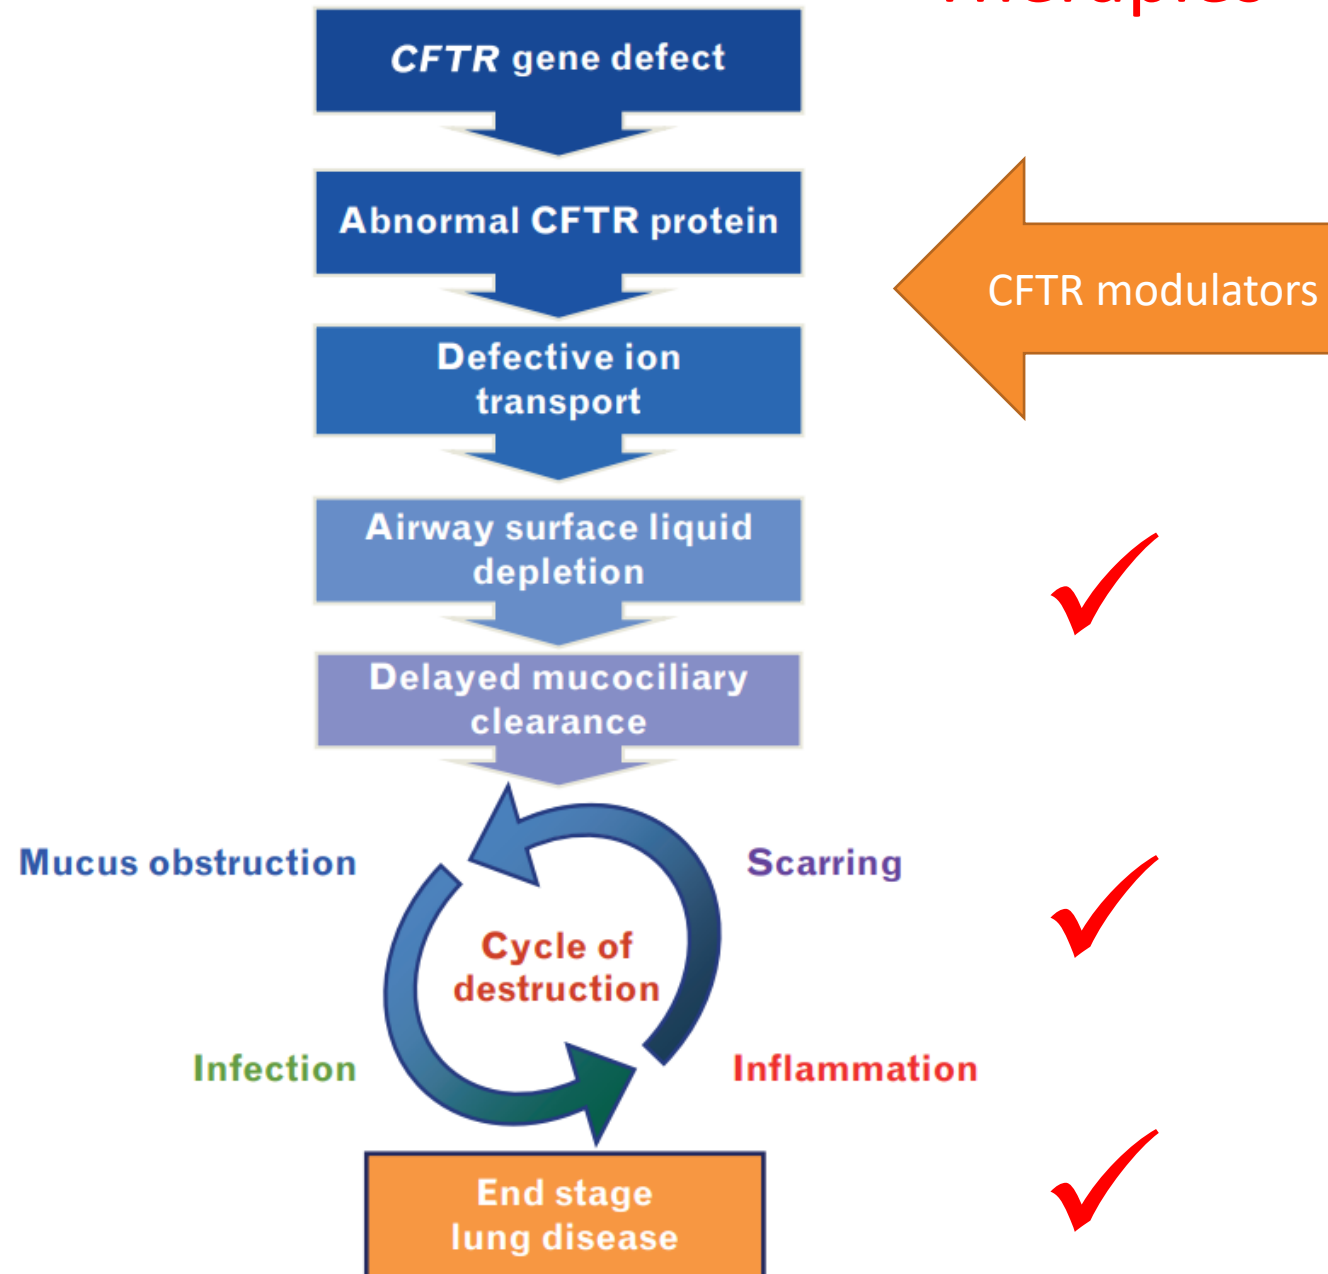 Therapies
CFTR gene defect
Abnormal CFTR protein
CFTR modulators
Defective ion
transport
Airway surface liquid
depletion
Delayed mucociliary
clearance
Mucus obstruction
Scarring
Cycle of
destruction
Infection
Inflammation
End stage
lung disease